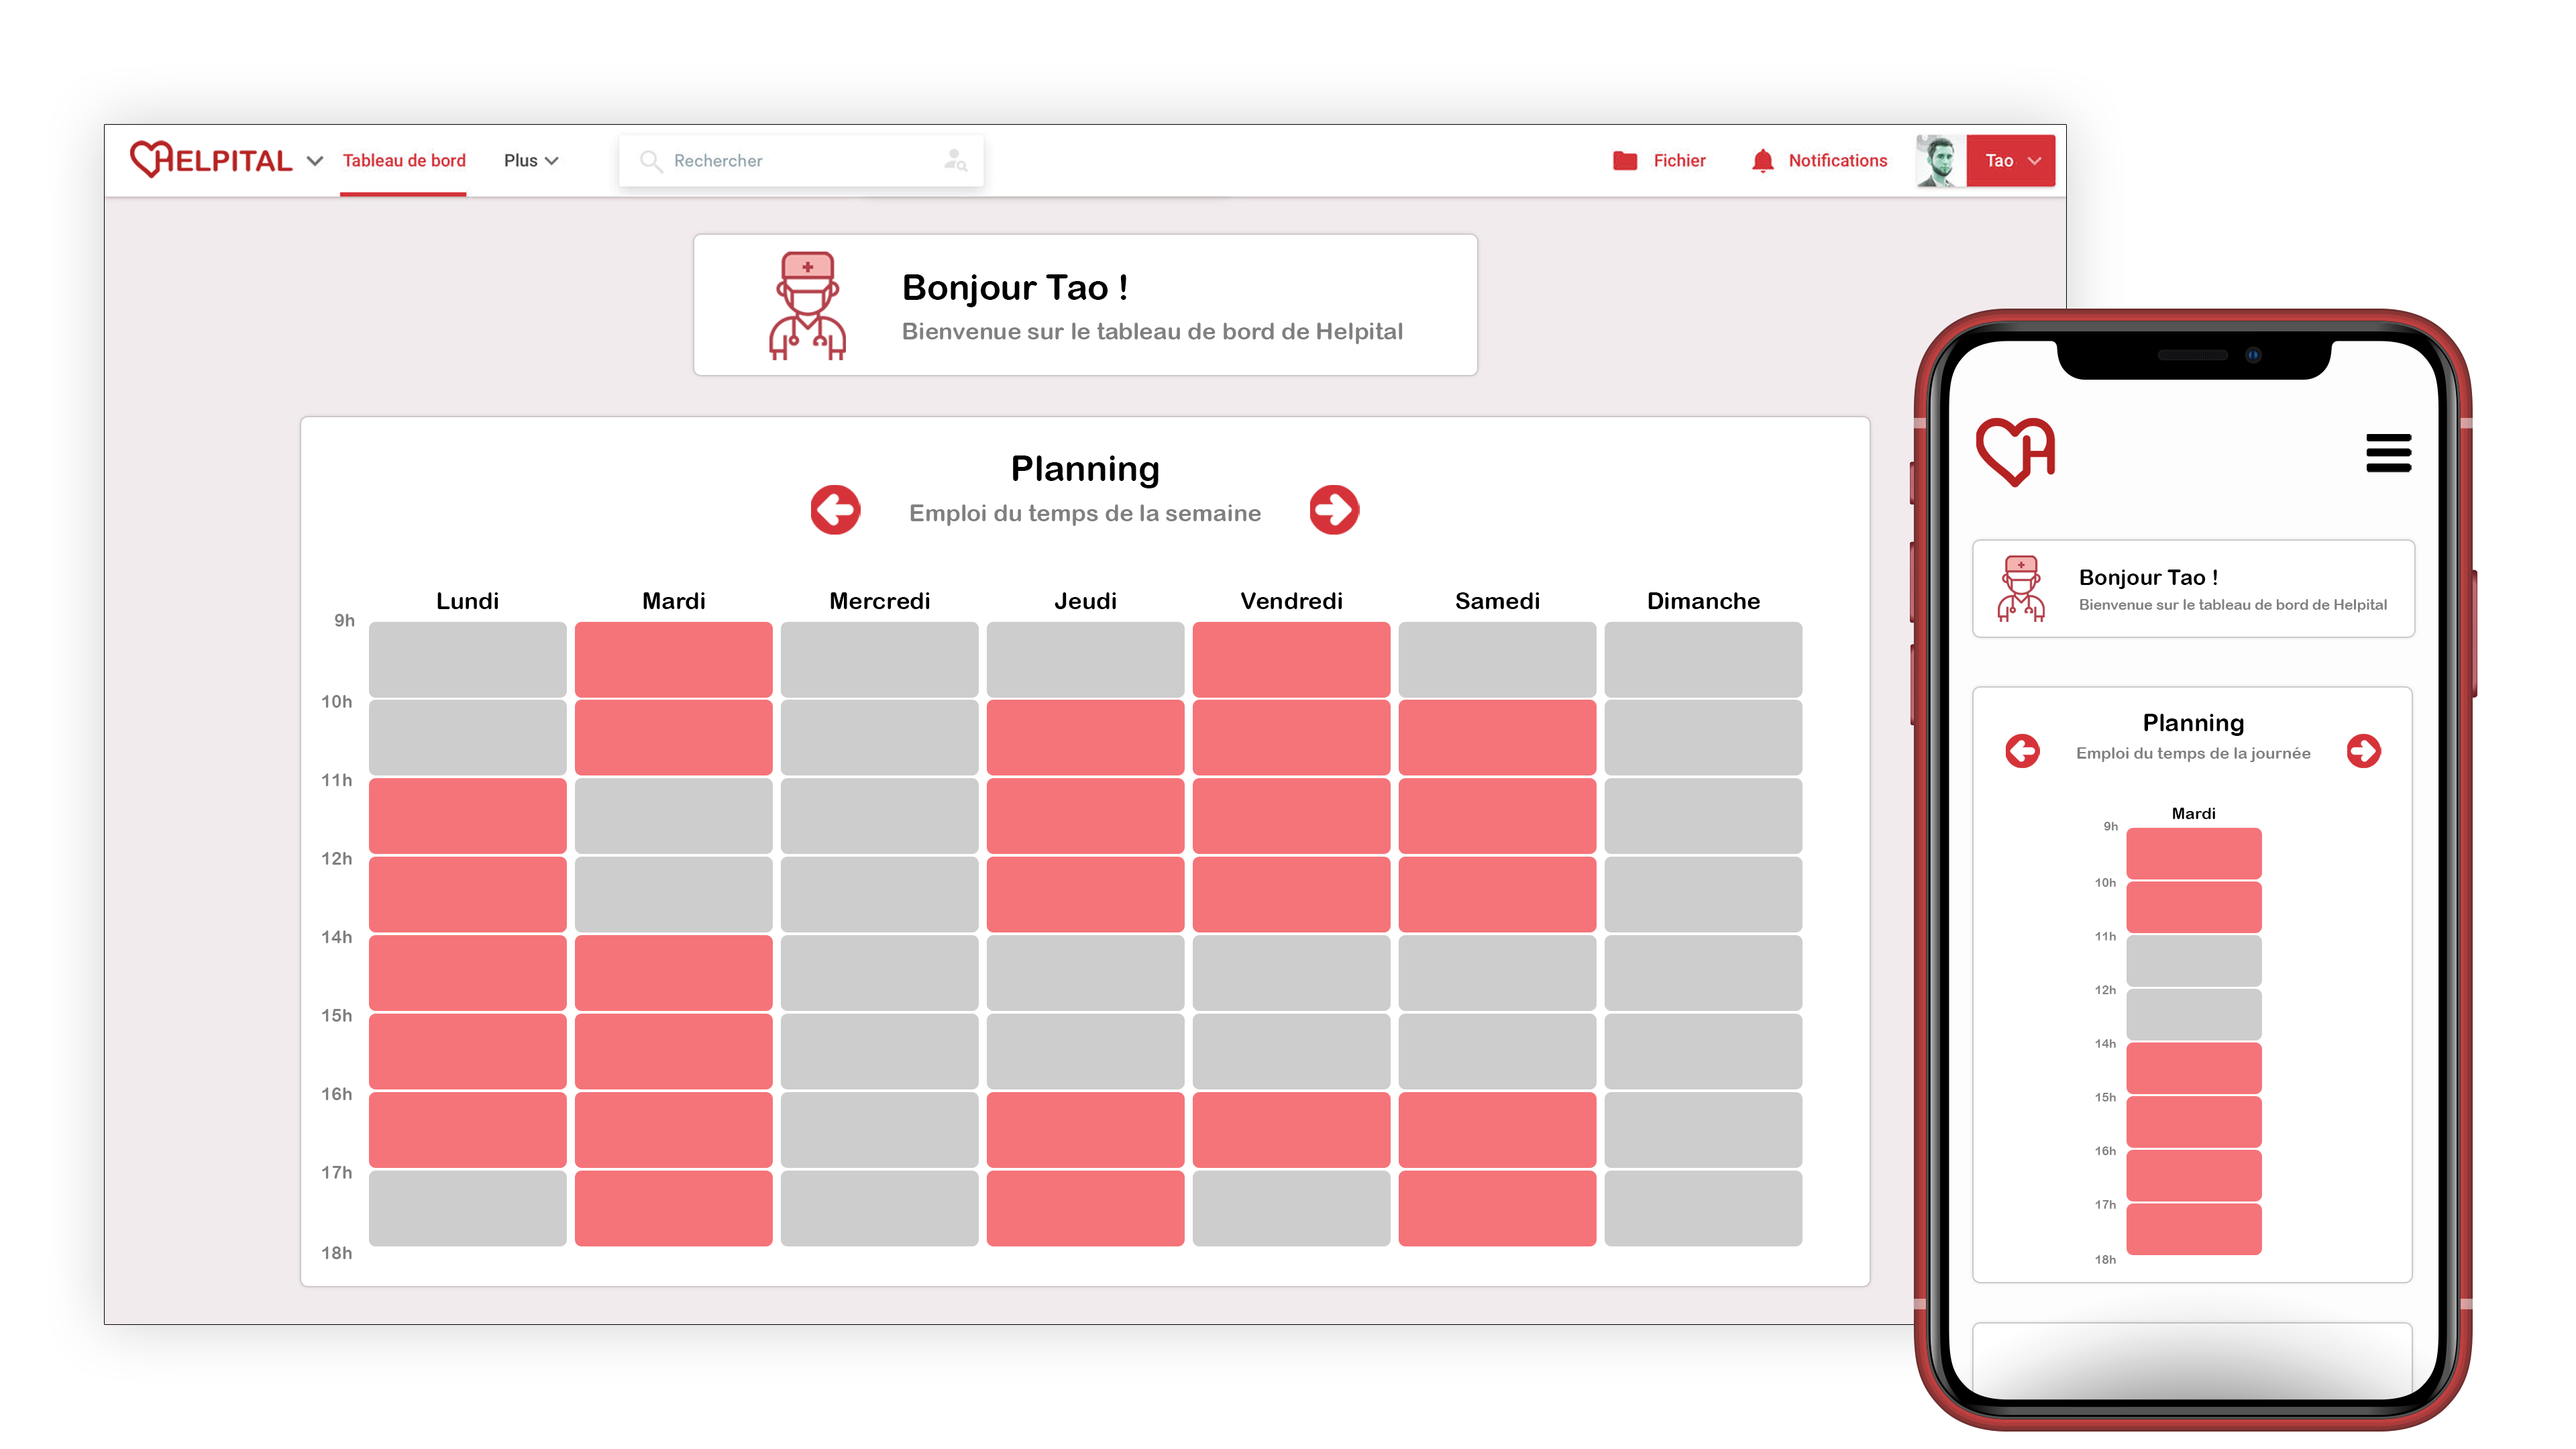 HELPITAL Tableau de bord Plus Rechercher Fichier Notifications Tao
Bonjour Tao !
Bienvenue sur le tableau de bord de Helpital
Planning
Emploi du temps de la semaine
Lundi Mardi Mercredi Jeudi Vendredi Samedi Dimanche
9h
10h
11h
12h
14h
15h
16h
17h
18h
Bonjour Tao !
Bienvenue sur le tableau de bord de Helpital
Planning
Emploi du temps de la journée
Mardi
9h
10h
11h
12h
14h
15h
16h
17h
18h